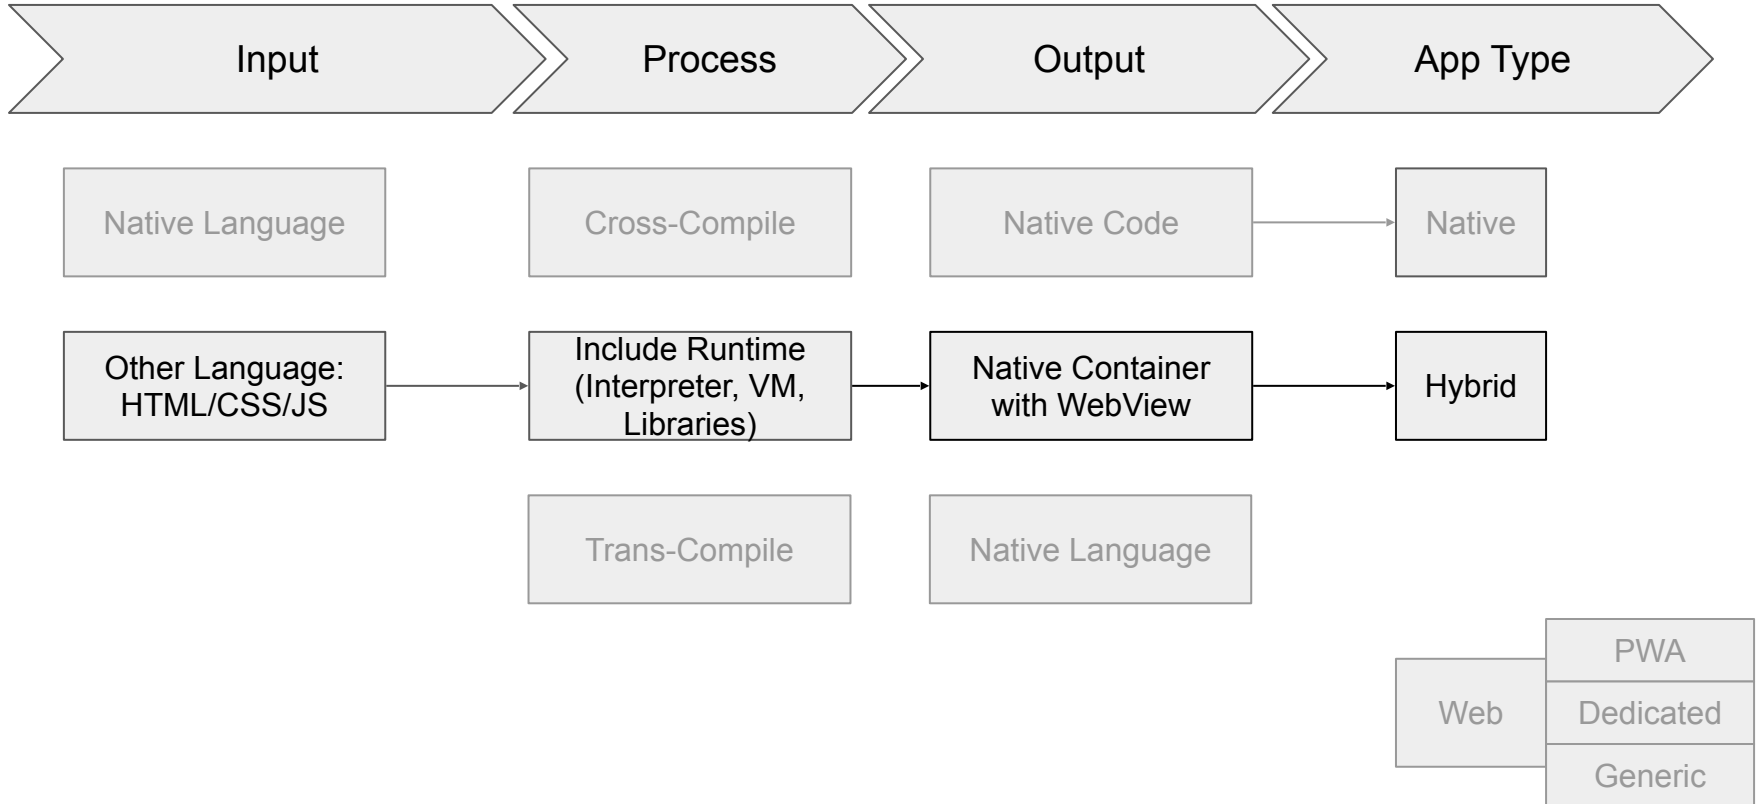 Input
Process
Output
App Type
Native Language
Cross-Compile
Native Code
Native
Other Language:
HTML/CSS/JS
Include Runtime
(Interpreter, VM,
Libraries)
Native Container
with WebView
Hybrid
Trans-Compile
Native Language
Web
PWA
Dedicated
Generic